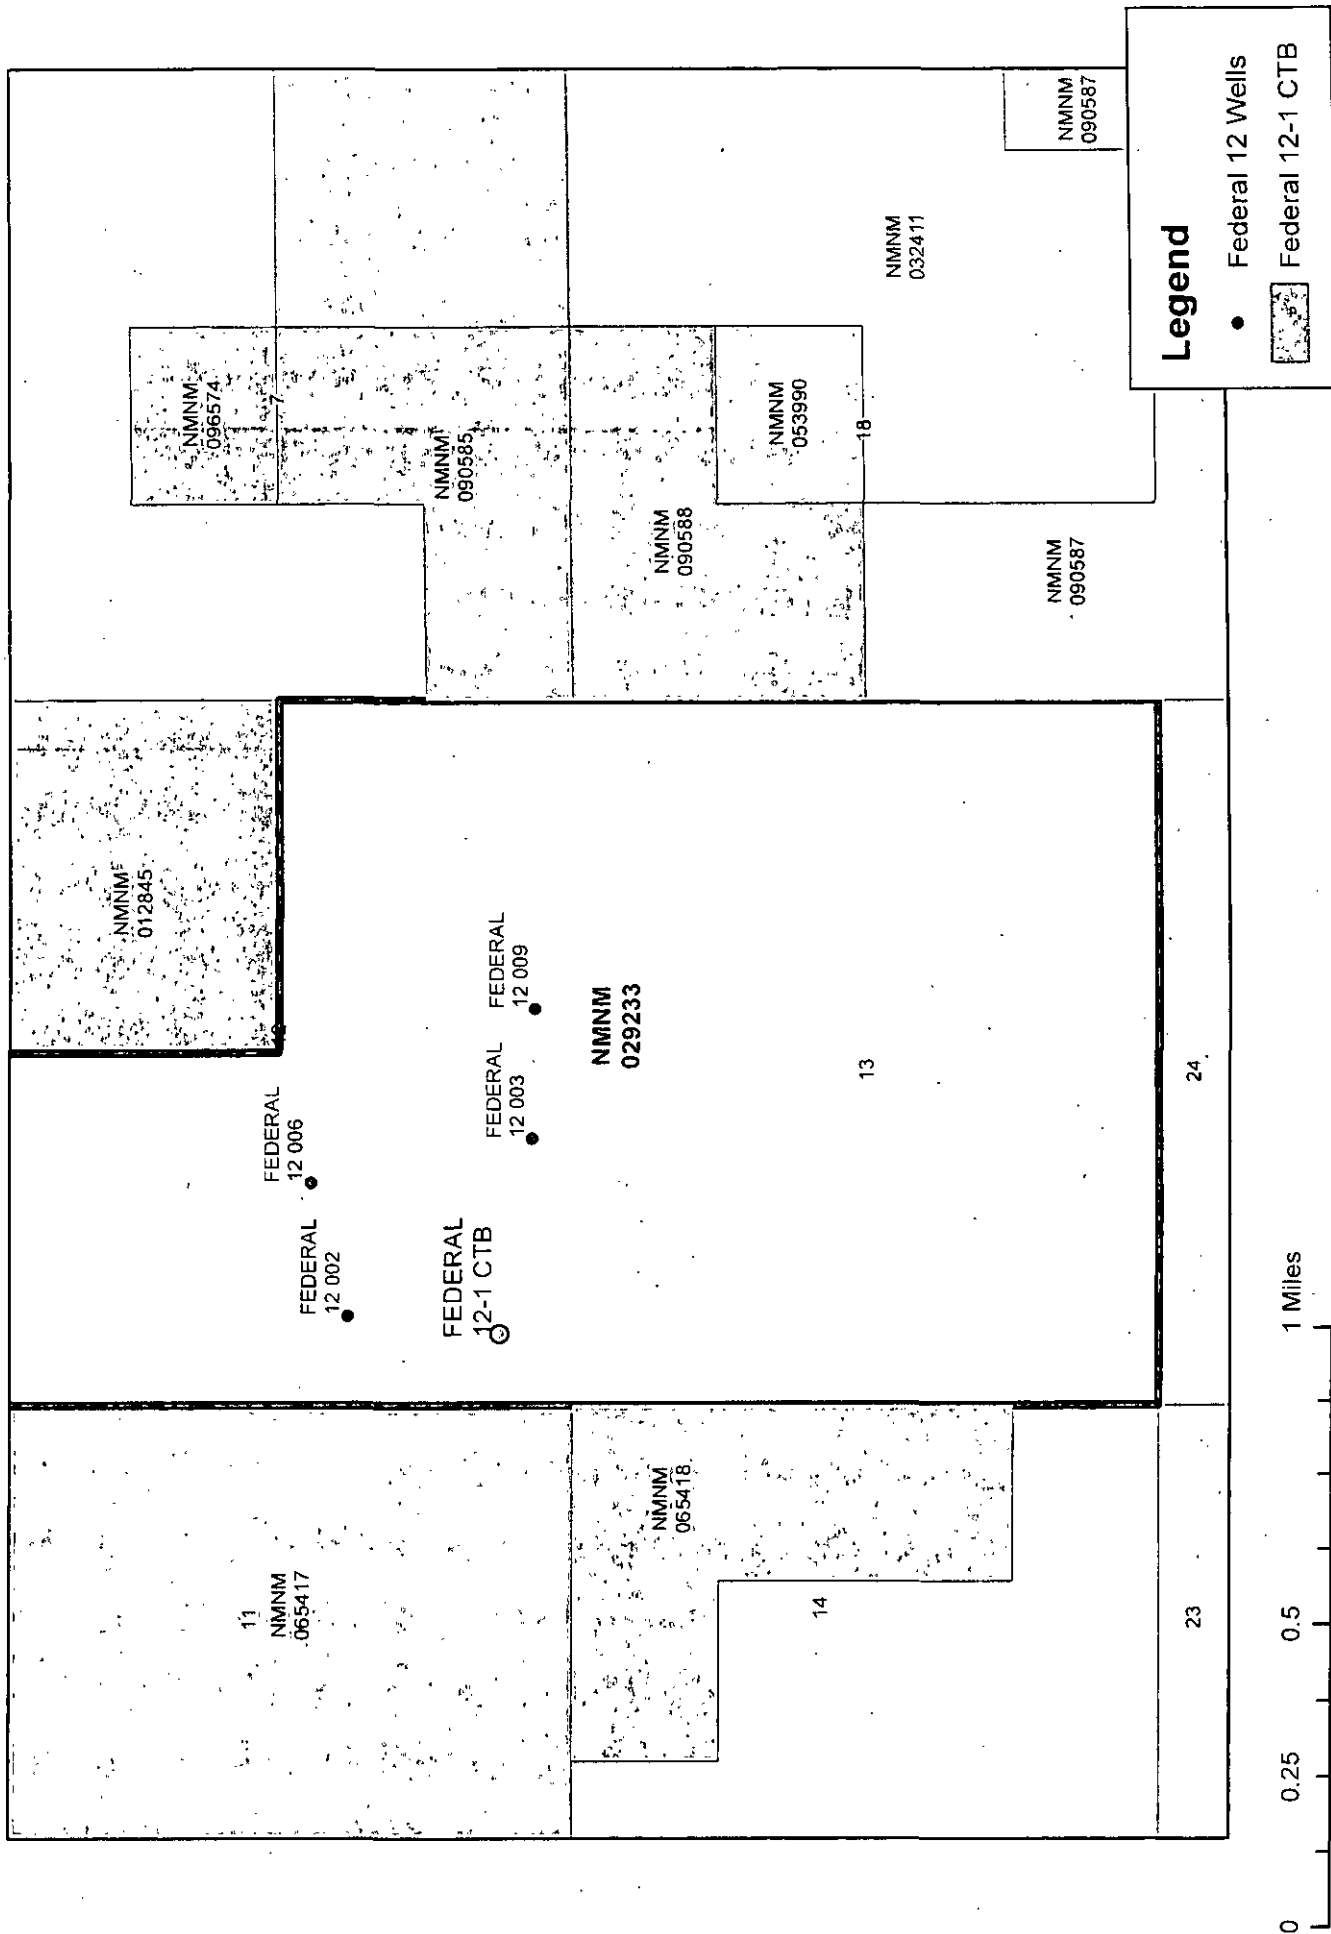 NMNM
012845
NMNM
096574
7
11
NMNM
065417
FEDERAL
12 002
FEDERAL
12 006
FEDERAL
12-1 CTB
FEDERAL
12 003
FEDERAL
12 009
NMNM
090585
NMNM
029233
NMNM
065418
NMNM
090588
NMNM
053990
NMNM
032411
14
13
18
NMNM
090587
NMNM
090587
23
24
Legend
Federal 12 Wells
Federal 12-1 CTB
0 0.25 0.5 1 Miles